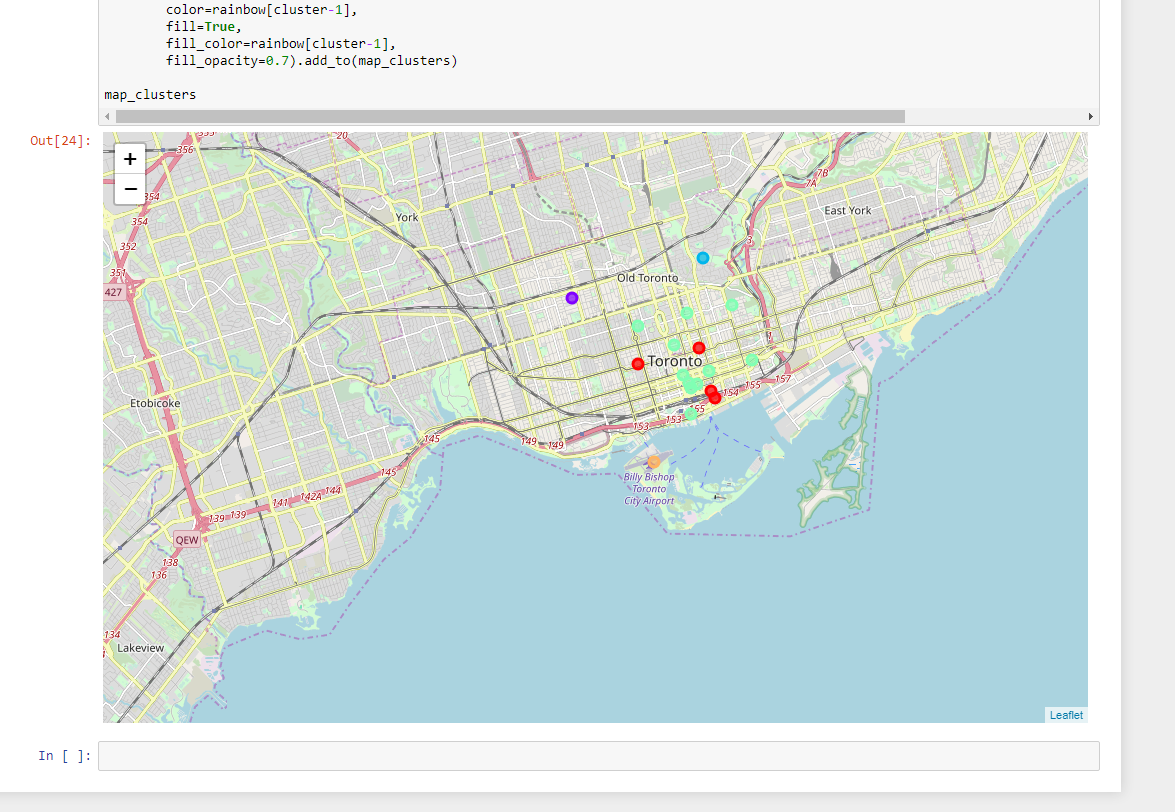 color=rainbow[cluster-1],
fill=True,
fill_color=rainbow[cluster-1],
fill_opacity=0.7).add_to(map_clusters)
map_clusters
Out[24]:
+
−
20
356
354
354
7B
7A
York
East York
352
3
351
427
Old Toronto
1
Toronto
157
155
154
Etobicoke
155
153
153
145
149
149
145
Billy Bishop
Toronto
City Airport
144
142A
141
139
139
QEW
138
136
134
Lakeview
Leaflet
In [ ]: